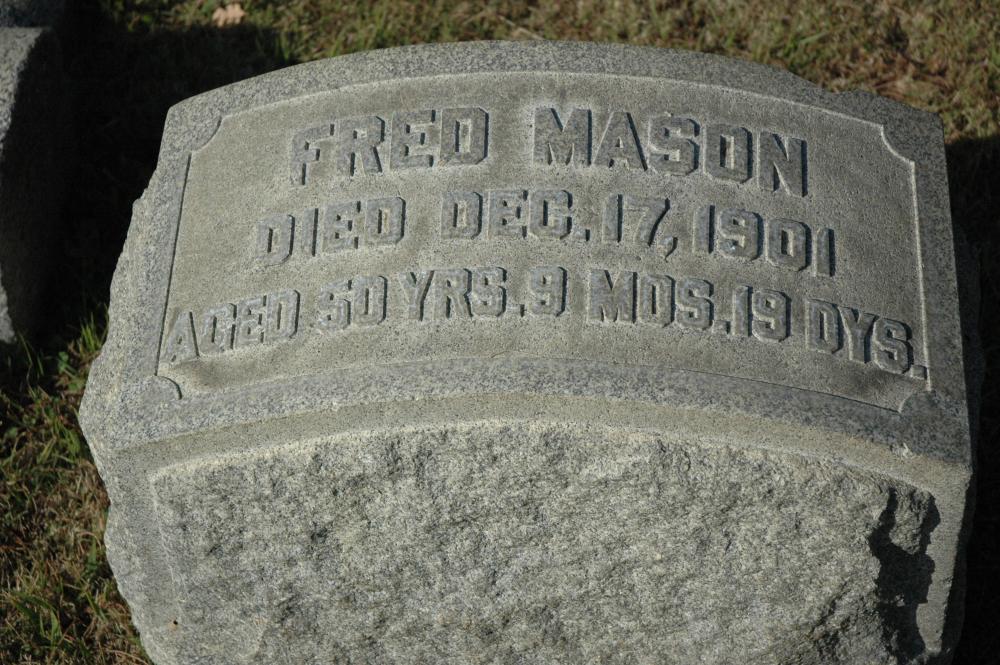 FRED MASON
DIED DEC. 17, 1901
AGED 50 YRS. 9 MOS. 19 DYS.